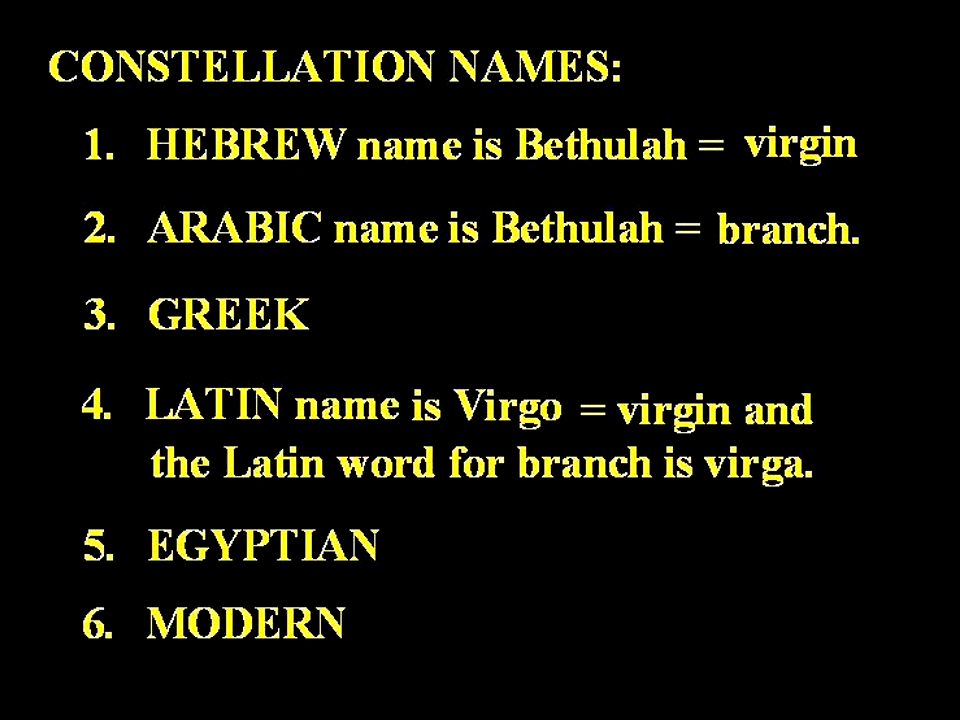 CONSTELLATION NAMES:
1. HEBREW name is Bethulah = virgin
2. ARABIC name is Bethulah = branch.
3. GREEK
4. LATIN name is Virgo = virgin and
the Latin word for branch is virga.
5. EGYPTIAN
6. MODERN